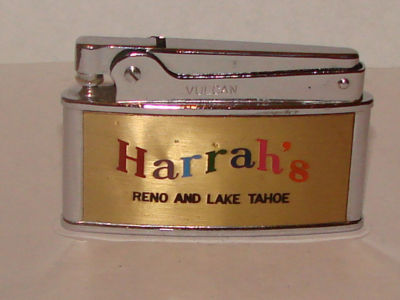 VULCAN
Harrah's
RENO AND LAKE TAHOE